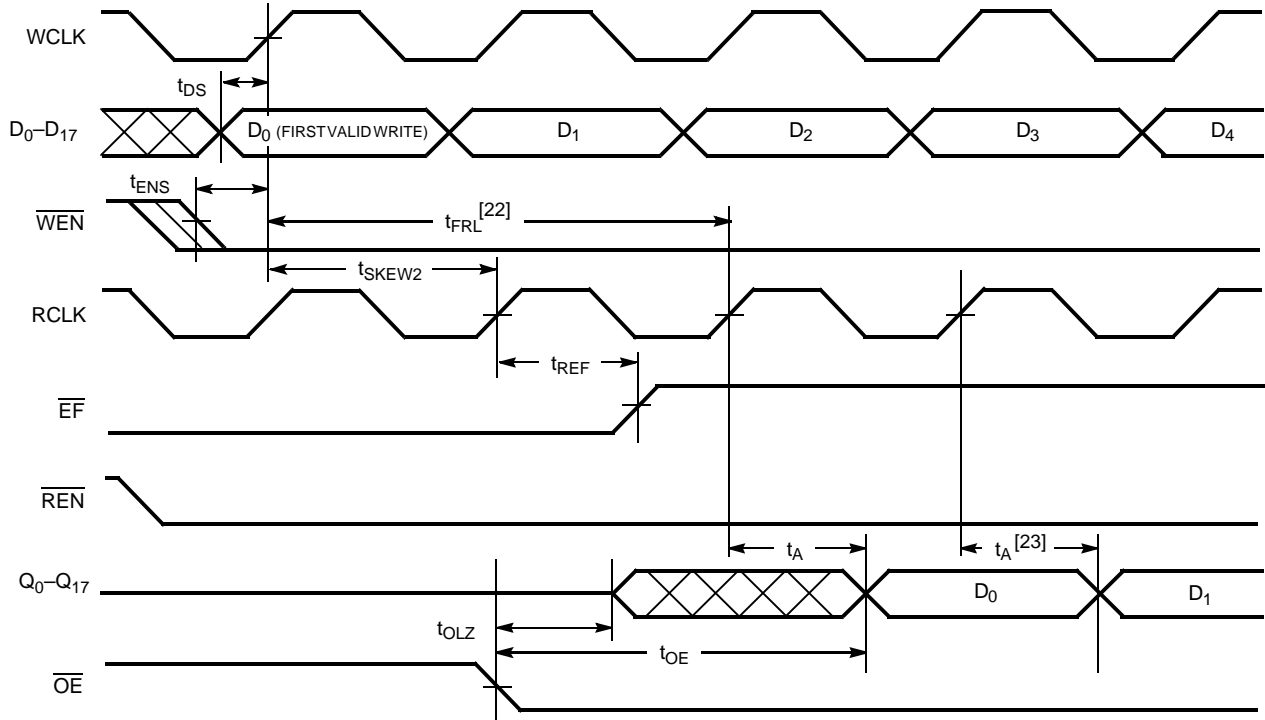 WCLK
tDS
D0–D17
D0 (FIRST VALID WRITE)
D1
D2
D3
D4
tENS
WEN
tFRL[22]
tSKEW2
RCLK
tREF
EF
REN
tA
tA[23]
Q0–Q17
D0
D1
tOLZ
tOE
OE